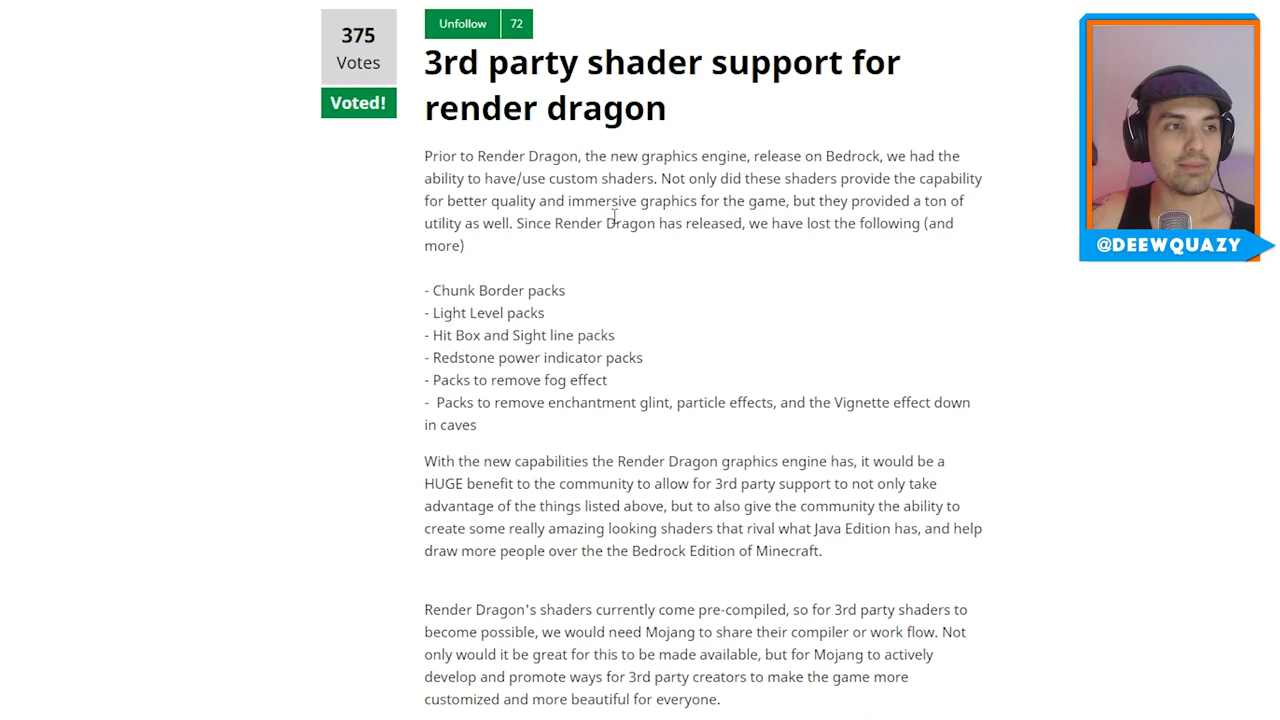 375
Votes
Voted!
Unfollow 72
3rd party shader support for
render dragon
Prior to Render Dragon, the new graphics engine, release on Bedrock, we had the
ability to have/use custom shaders. Not only did these shaders provide the capability
for better quality and immersive graphics for the game, but they provided a ton of
utility as well. Since Render Dragon has released, we have lost the following (and
more)
- Chunk Border packs
- Light Level packs
- Hit Box and Sight line packs
- Redstone power indicator packs
- Packs to remove fog effect
- Packs to remove enchantment glint, particle effects, and the Vignette effect down
in caves
With the new capabilities the Render Dragon graphics engine has, it would be a
HUGE benefit to the community to allow for 3rd party support to not only take
advantage of the things listed above, but to also give the community the ability to
create some really amazing looking shaders that rival what Java Edition has, and help
draw more people over the the Bedrock Edition of Minecraft.
Render Dragon's shaders currently come pre-compiled, so for 3rd party shaders to
become possible, we would need Mojang to share their compiler or work flow. Not
only would it be great for this to be made available, but for Mojang to actively
develop and promote ways for 3rd party creators to make the game more
customized and more beautiful for everyone.
@DEEWQUAZY